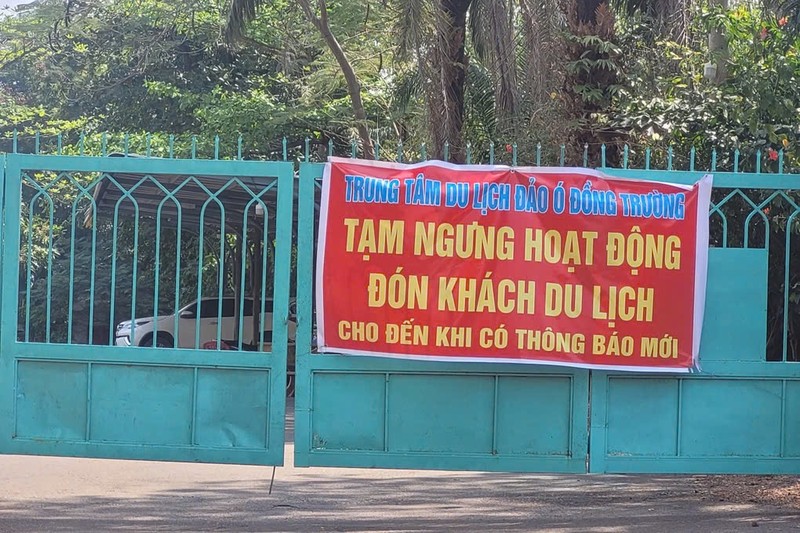 TRUNG TÂM DU LỊCH ĐẢO Ó ĐỒNG TRƯỜNG
TẠM NGƯNG HOẠT ĐỘNG
ĐÓN KHÁCH DU LỊCH
CHO ĐẾN KHI CÓ THÔNG BÁO MỚI